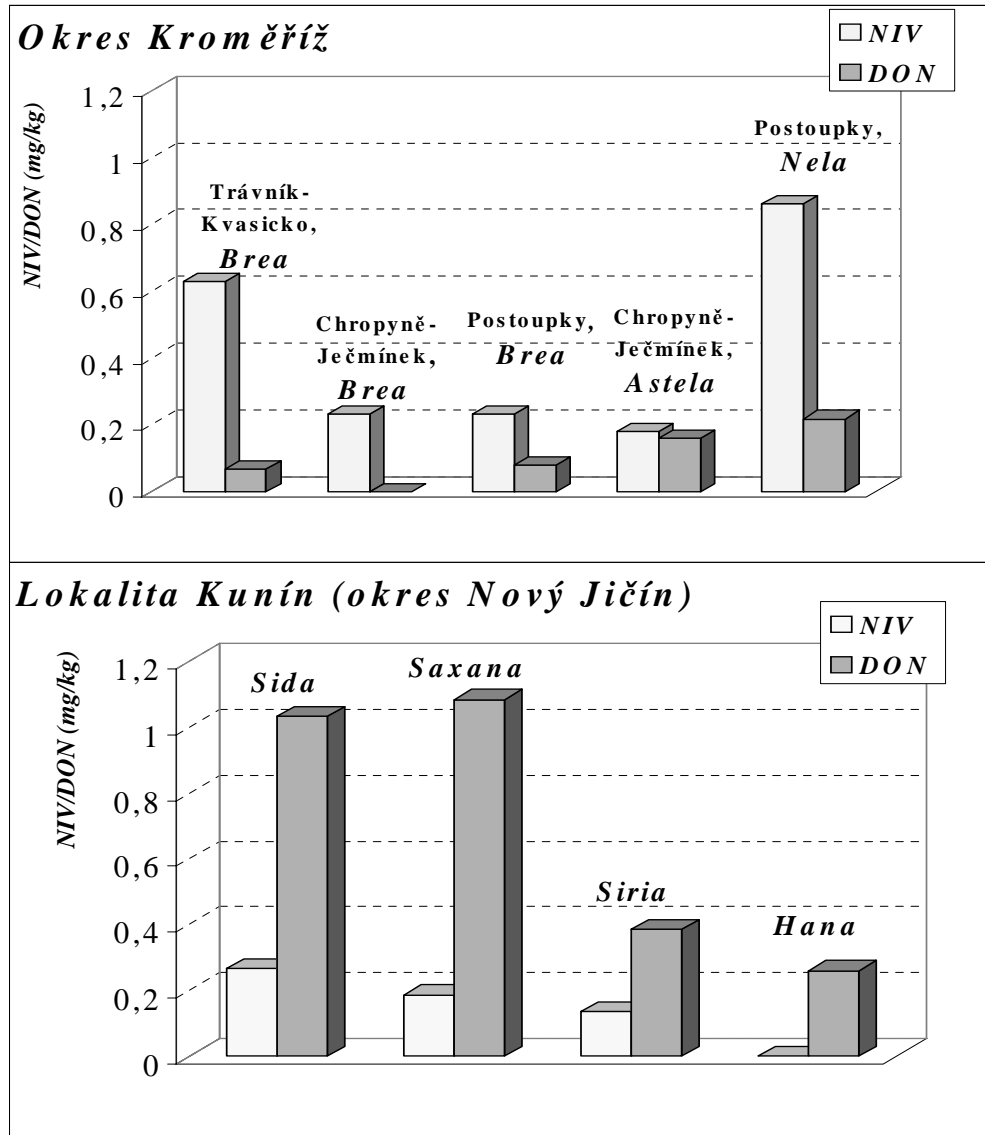 Okres Kroměříž
NIV
DON
NIV/DON (mg/kg)
1,2
1
0,8
0,6
0,4
0,2
0
Trávník-
Kvasicko,
Brea
Chropyně-
Ječmínek,
Brea
Postoupky,
Brea
Chropyně-
Ječmínek,
Astela
Postoupky,
Nela
Lokalita Kunín (okres Nový Jičín)
NIV
DON
NIV/DON (mg/kg)
1,2
1
0,8
0,6
0,4
0,2
0
Sida
Saxana
Siria
Hana